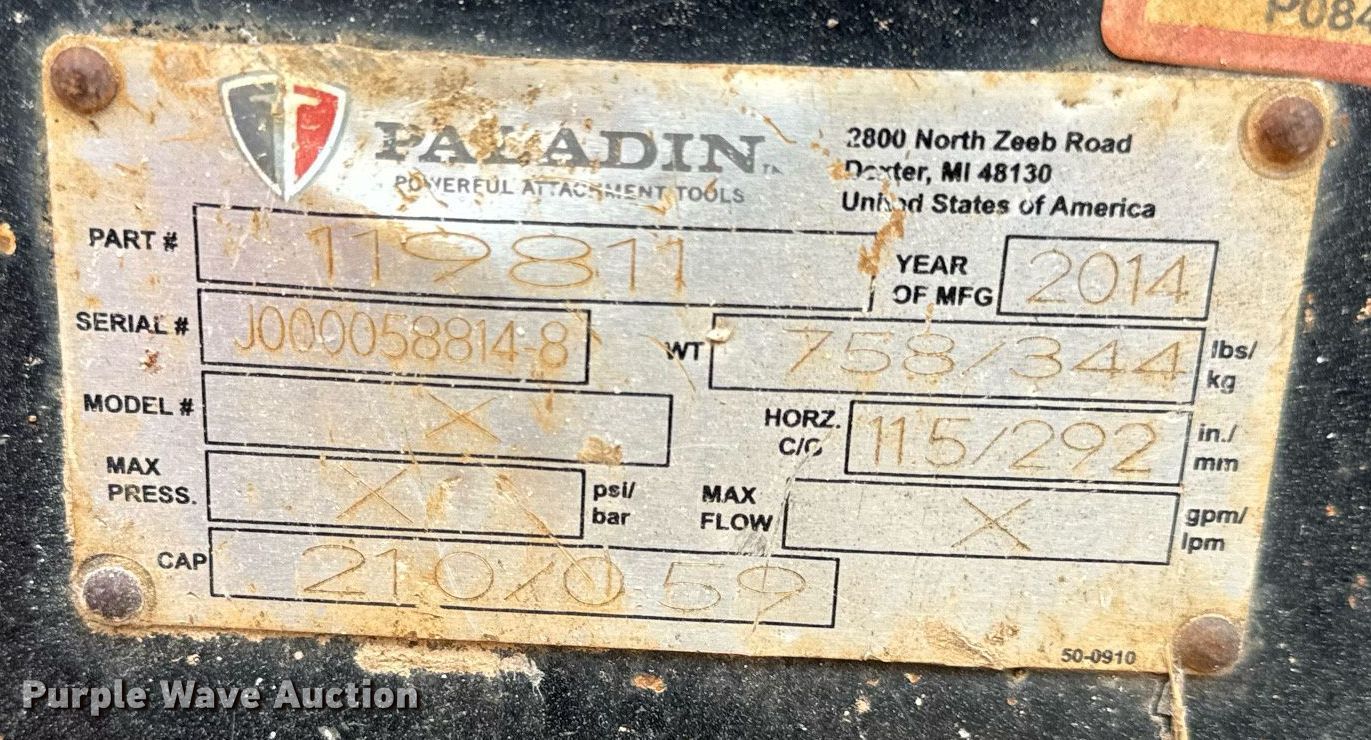 P084
PALADIN™
POWERFUL ATTACHMENT TOOLS
2800 North Zeeb Road
Dexter, MI 48130
United States of America
PART # 119811
YEAR OF MFG 2014
SERIAL # J000058814-8
WT 758/344 lbs/kg
MODEL # X
HORZ. C/C 11.5/292 in./mm
MAX PRESS. X psi/bar
MAX FLOW X gpm/lpm
CAP 21.0/0.59
50-0910
Purple Wave Auction